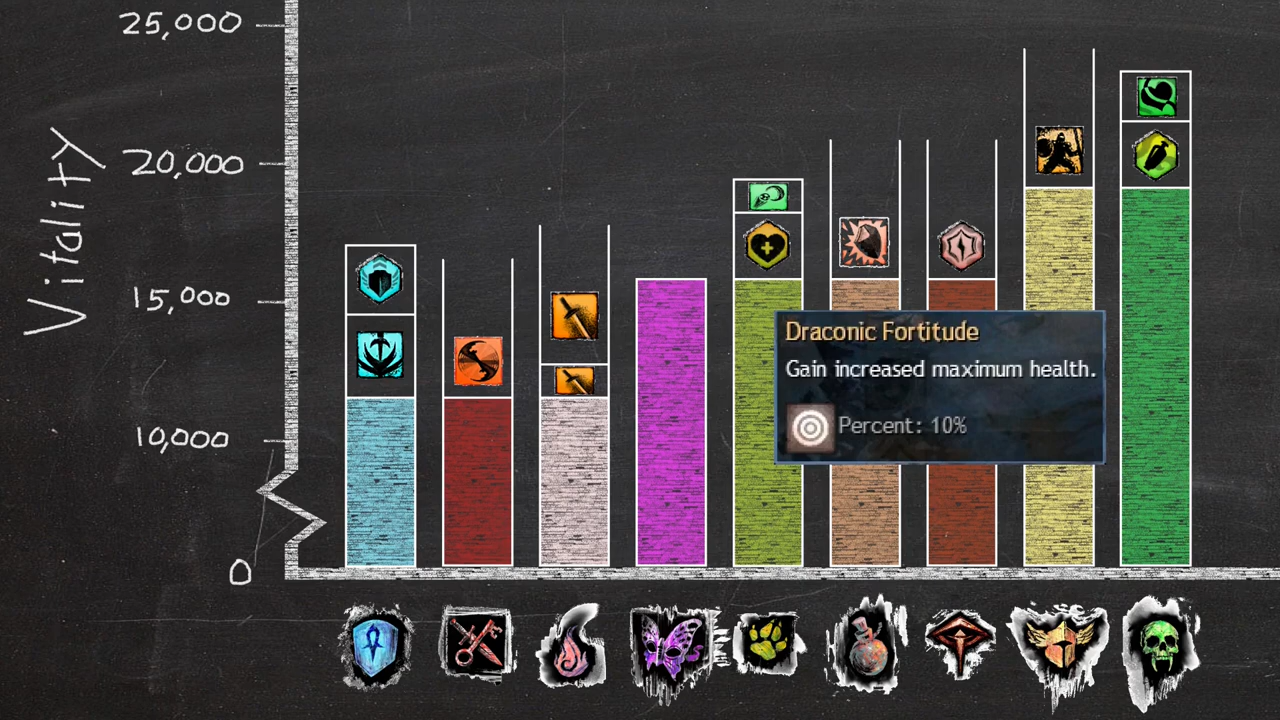 25,000
20,000
15,000
10,000
0
Vitality
Draconic Fortitude
Gain increased maximum health.
Percent: 10%